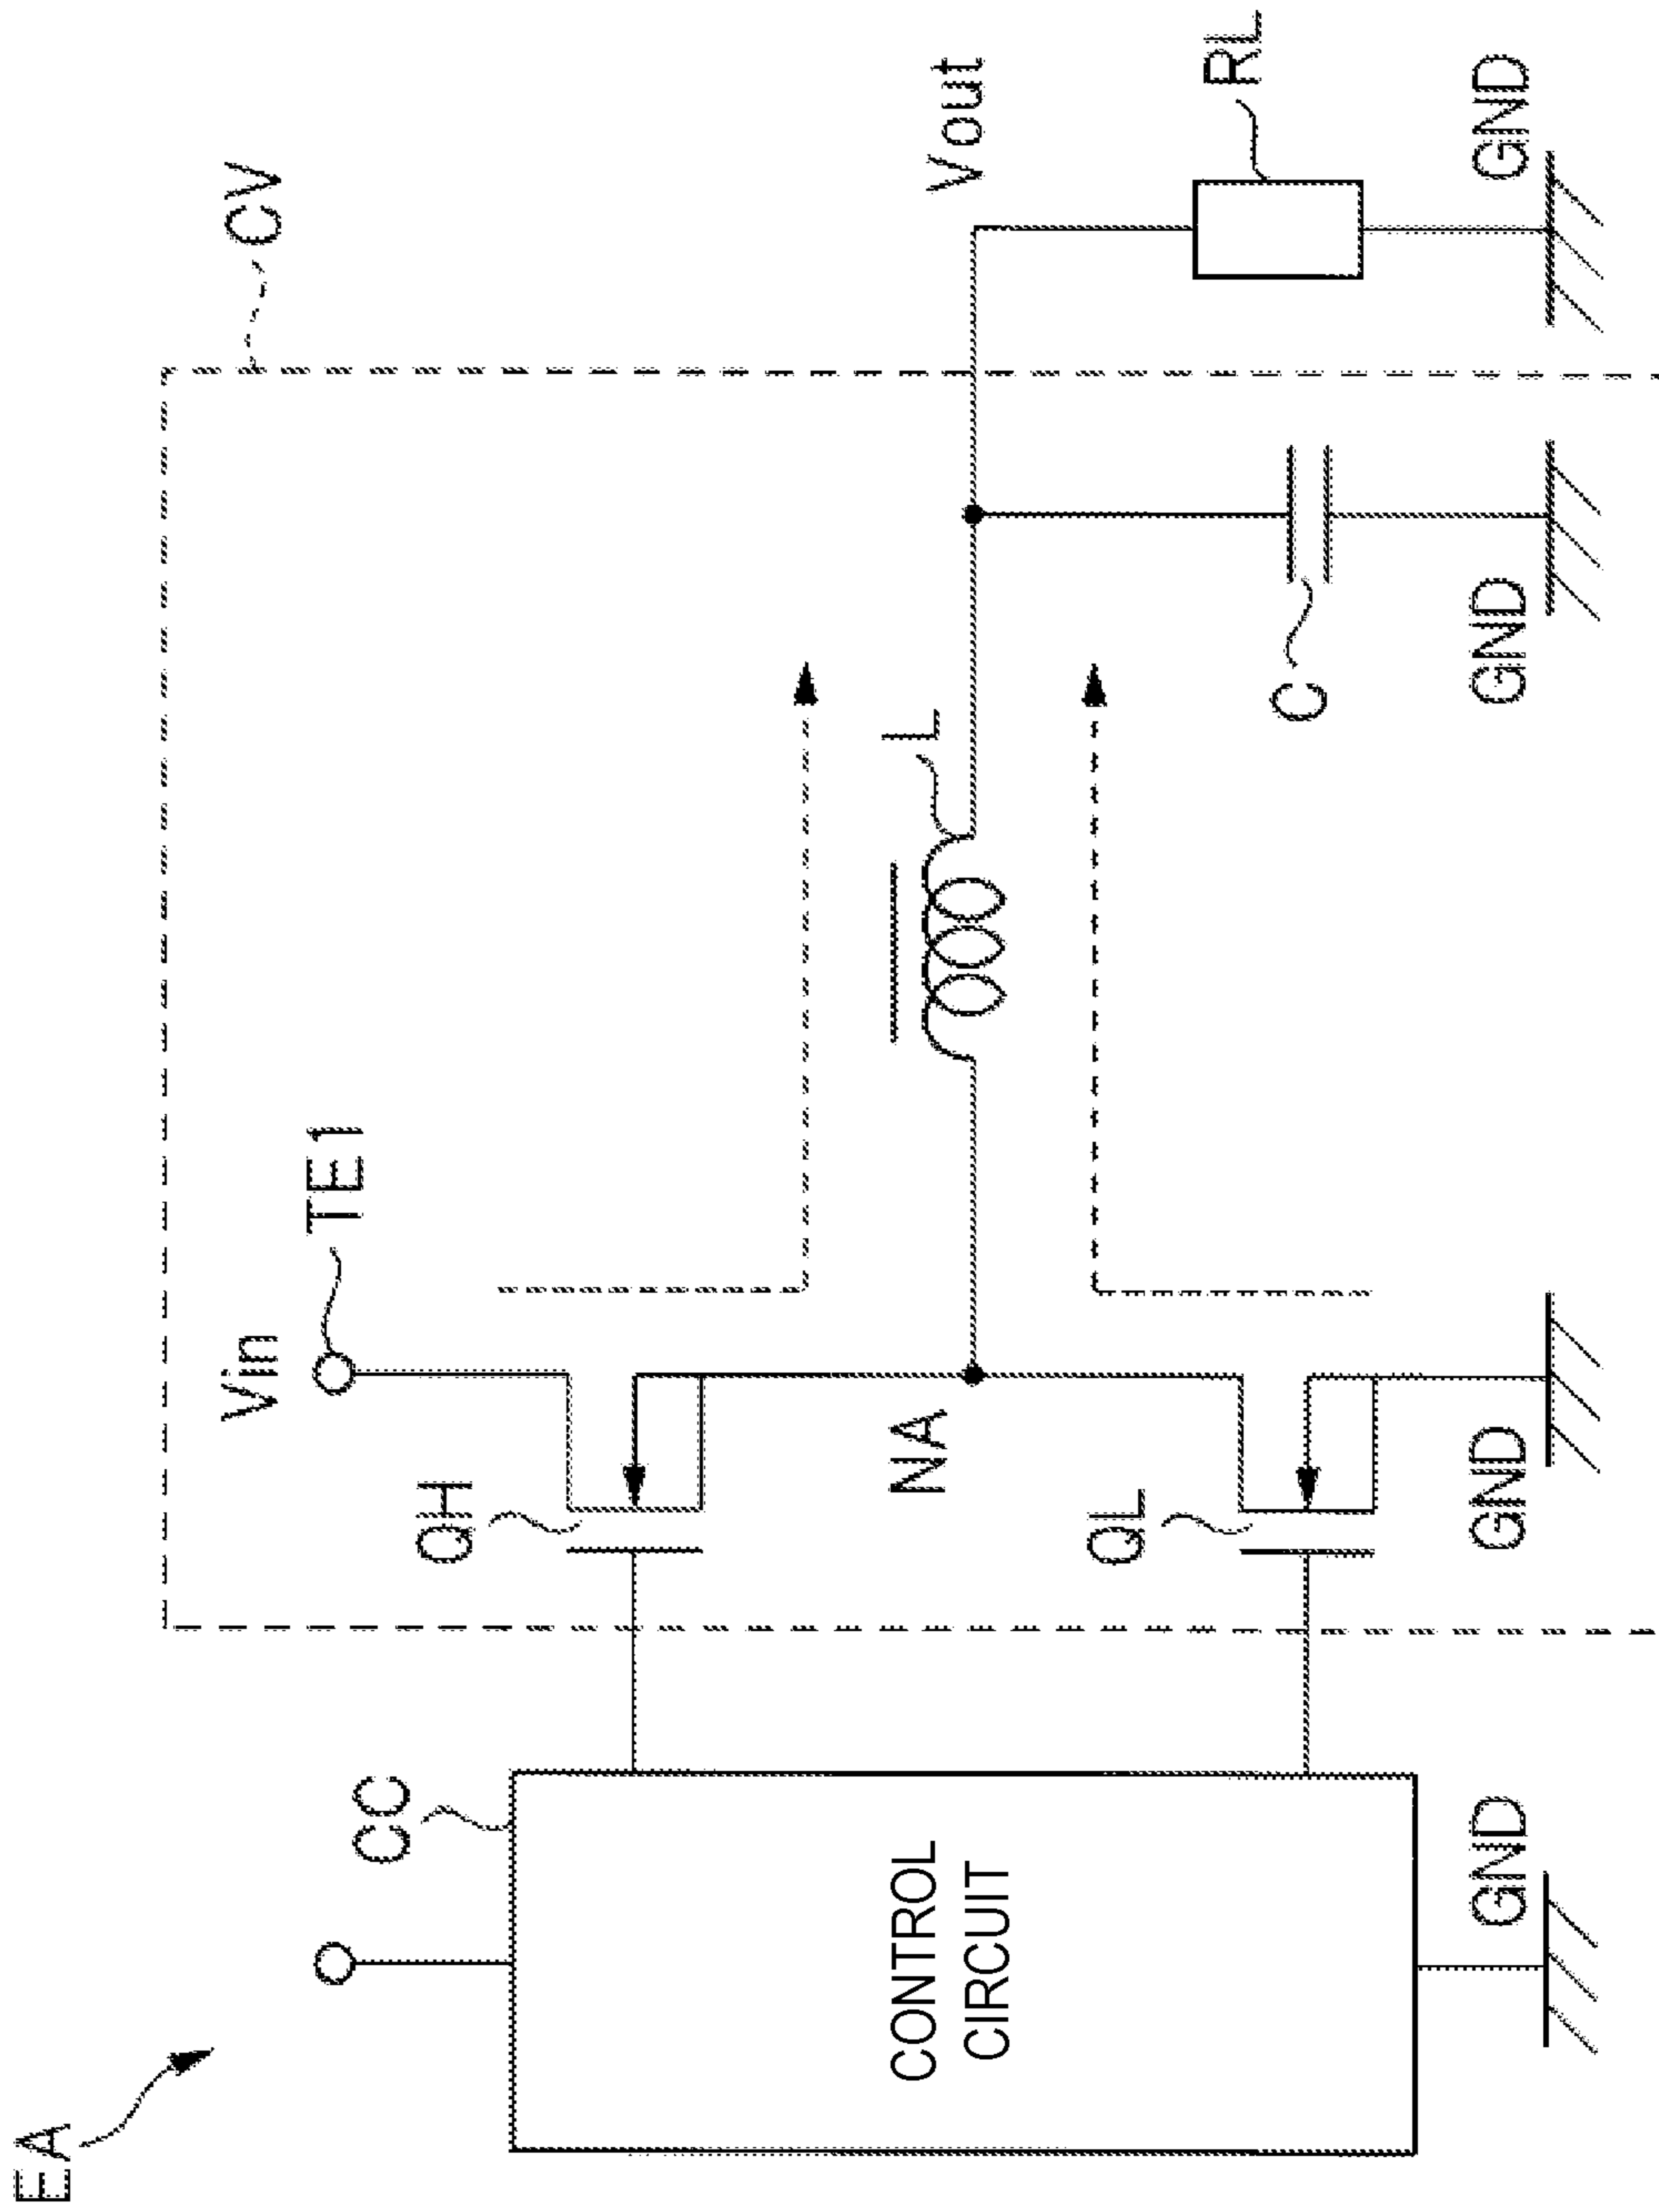 EA
CV
Vin
TE1
CC
QH
L
Vout
NA
CONTROL
CIRCUIT
RL
QL
C
GND
GND
GND
GND